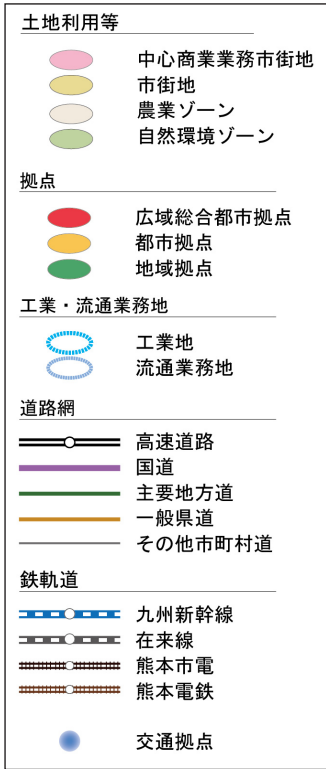 土地利用等
中心商業業務市街地
市街地
農業ゾーン
自然環境ゾーン
拠点
広域総合都市拠点
都市拠点
地域拠点
工業・流通業務地
工業地
流通業務地
道路網
高速道路
国道
主要地方道
一般県道
その他市町村道
鉄軌道
九州新幹線
在来線
熊本市電
熊本電鉄
交通拠点